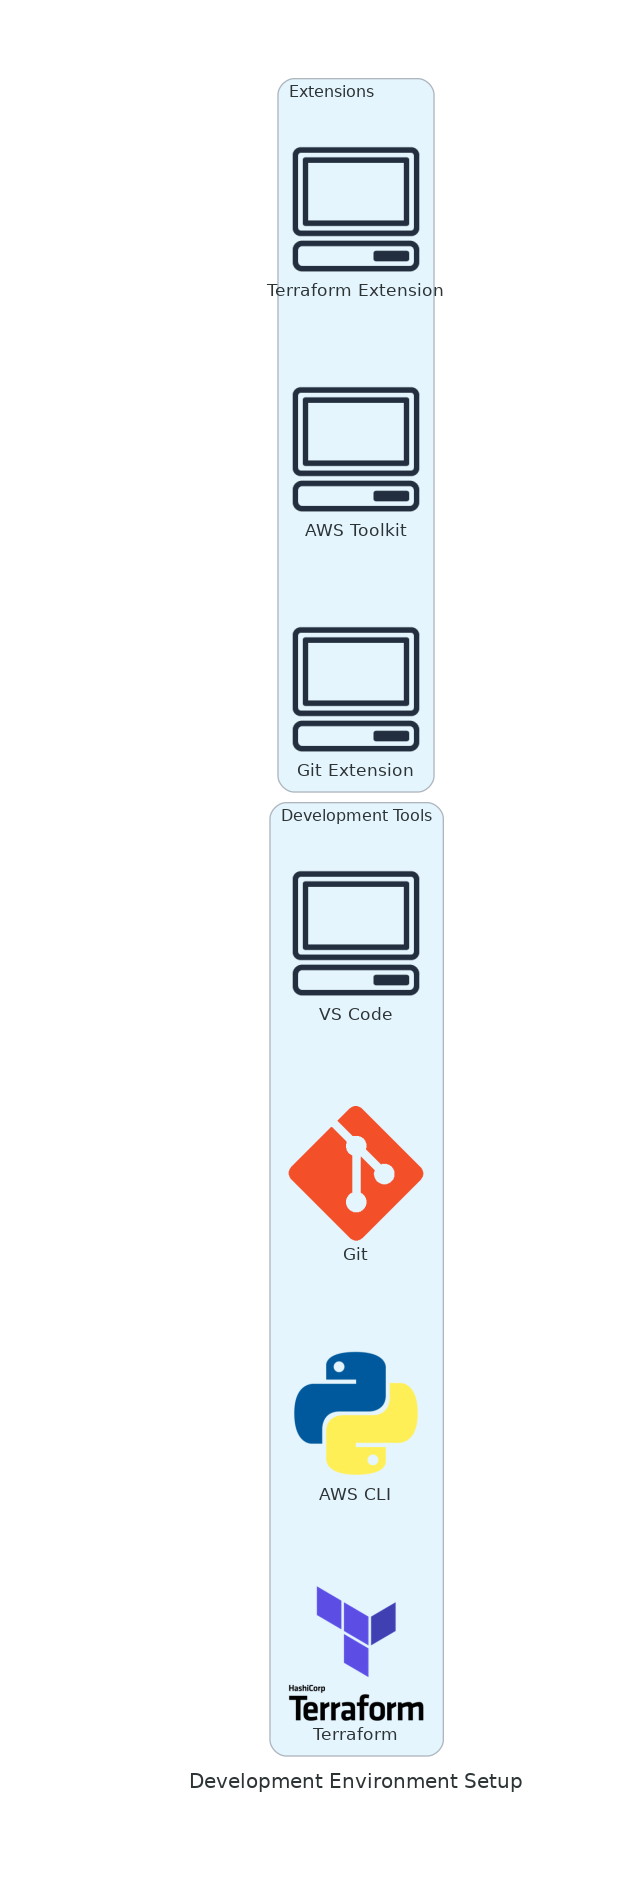 Extensions
Terraform Extension
AWS Toolkit
Git Extension
Development Tools
VS Code
Git
AWS CLI
HashiCorp
Terraform
Terraform
Development Environment Setup